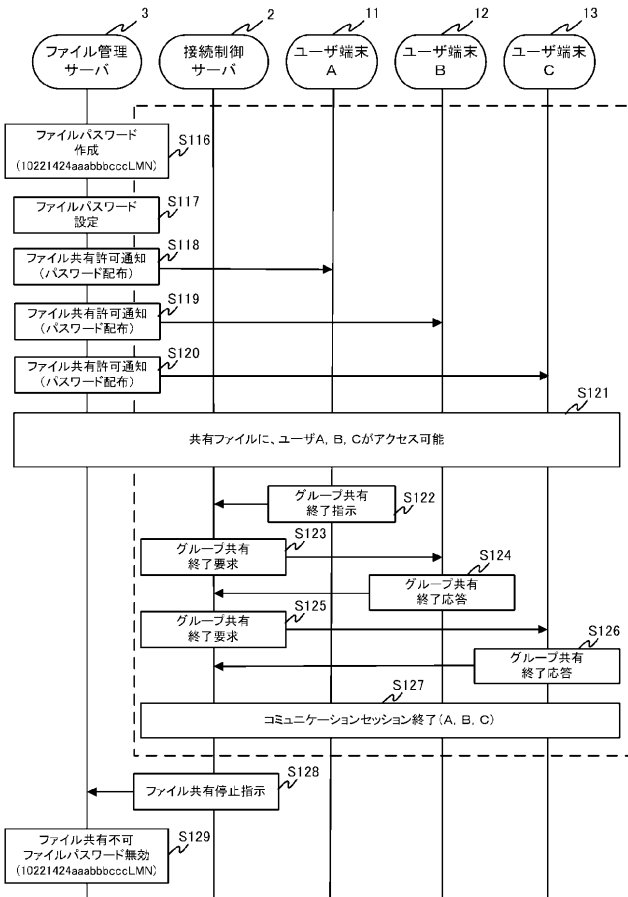 3
2
11
12
13
ファイル管理
サーバ
接続制御
サーバ
ユーザ端末
A
ユーザ端末
B
ユーザ端末
C
ファイルパスワード
作成
(10221424aaabbbcccLMN)
S116
ファイルパスワード
設定
S117
ファイル共有許可通知
(パスワード配布)
S118
ファイル共有許可通知
(パスワード配布)
S119
ファイル共有許可通知
(パスワード配布)
S120
共有ファイルに、ユーザA, B, Cがアクセス可能
S121
グループ共有
終了指示
S122
グループ共有
終了要求
S123
グループ共有
終了応答
S124
グループ共有
終了要求
S125
グループ共有
終了応答
S126
コミュニケーションセッション終了(A, B, C)
S127
ファイル共有停止指示
S128
ファイル共有不可
ファイルパスワード無効
(10221424aaabbbcccLMN)
S129